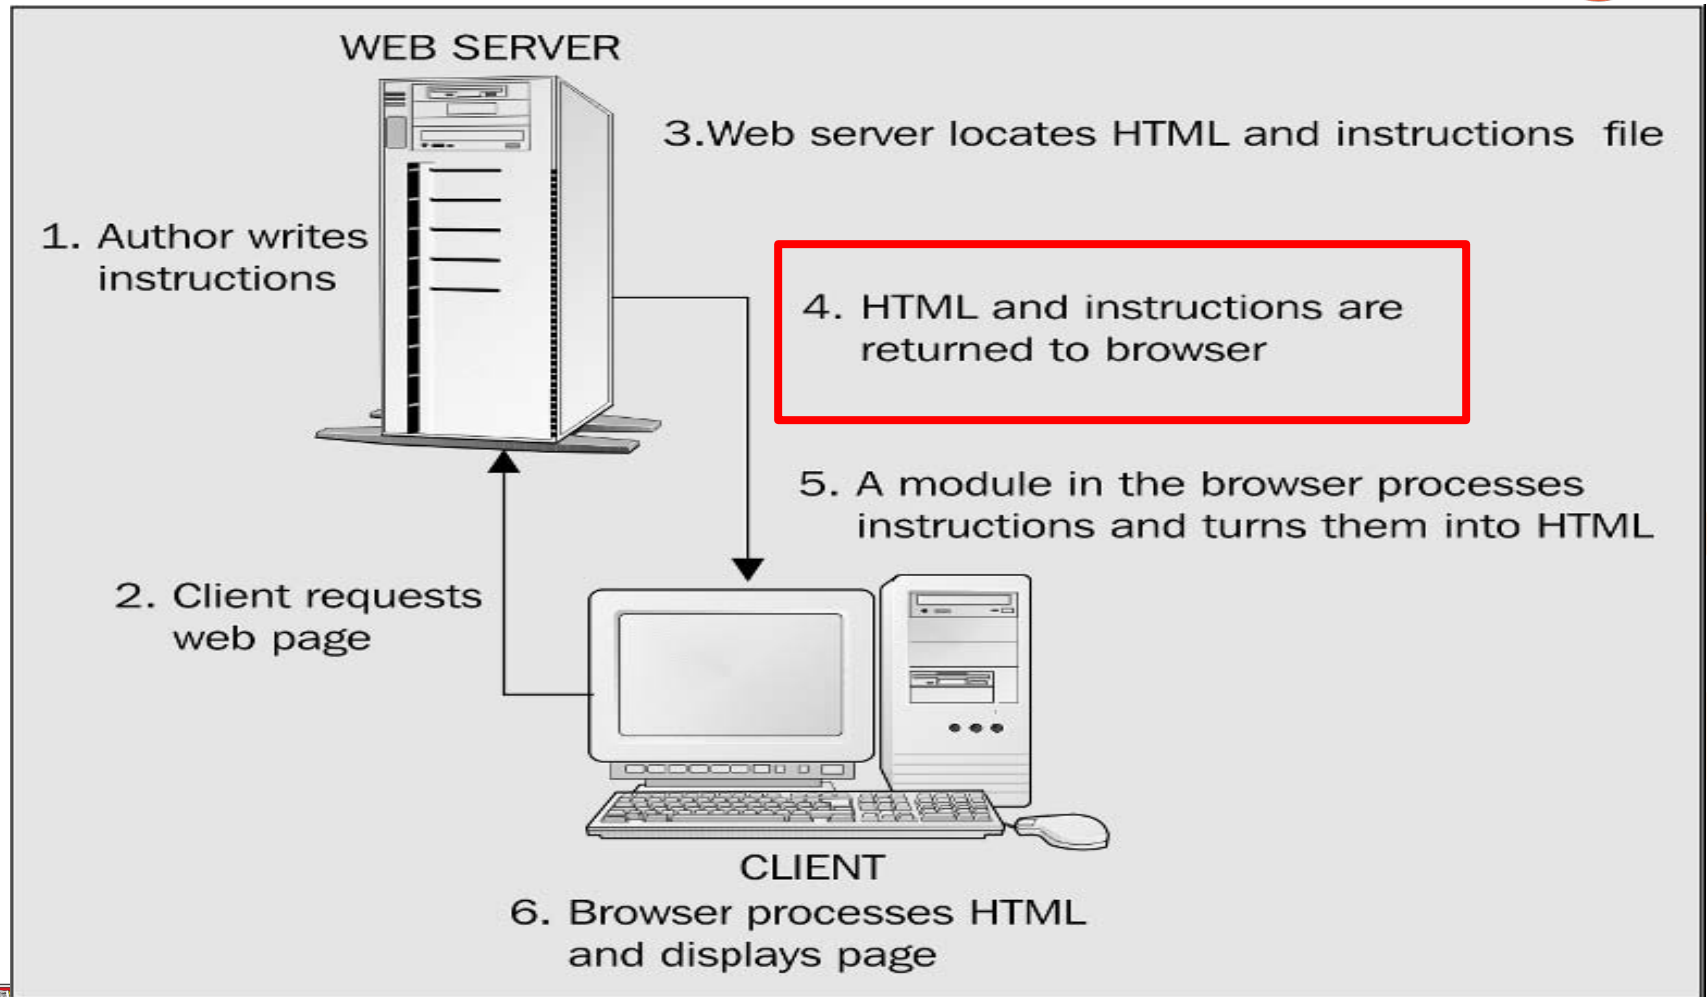 WEB SERVER
3.Web server locates HTML and instructions file
1. Author writes
instructions
4. HTML and instructions are
returned to browser
5. A module in the browser processes
instructions and turns them into HTML
2. Client requests
web page
CLIENT
6. Browser processes HTML
and displays page